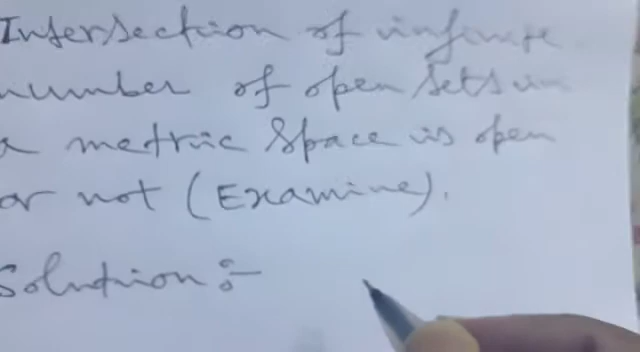 Intersection of infinite
number of open sets in
a metric space is open
or not (Examine).
Solution :-